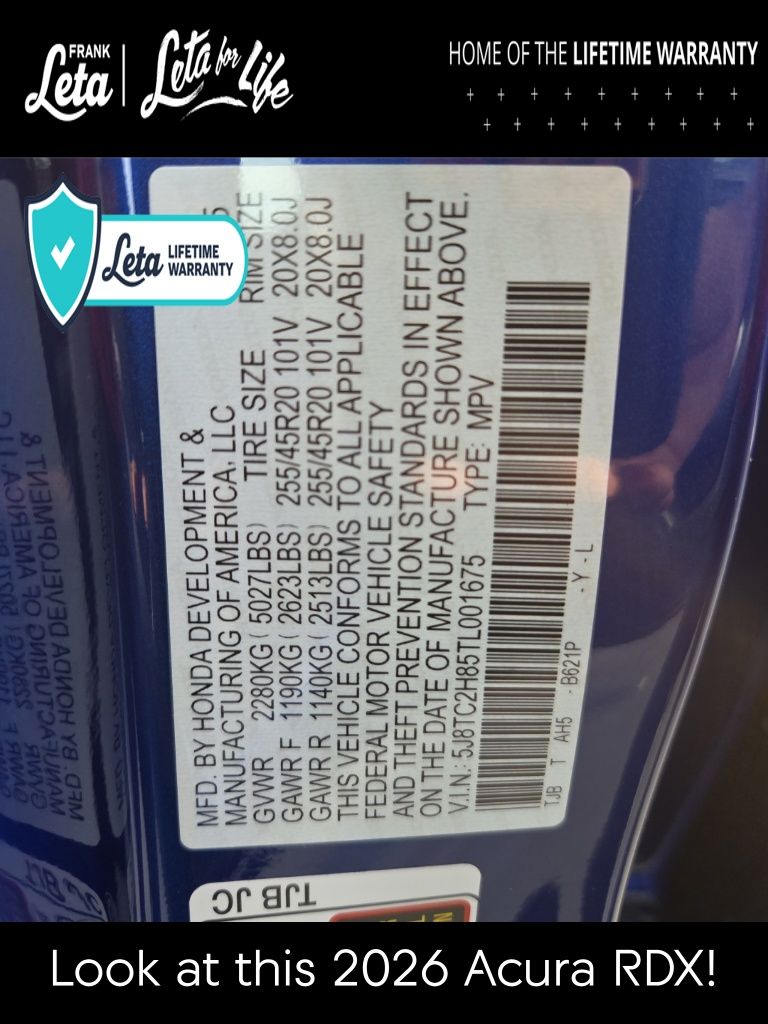 FRANK
Leta
Leta for Life
HOME OF THE LIFETIME WARRANTY
Leta LIFETIME
WARRANTY
MFD. BY HONDA DEVELOPMENT &
MANUFACTURING OF AMERICA, LLC
GVWR 2280KG ( 5027LBS) TIRE SIZE RIM SIZE
GAWR F 1190KG ( 2623LBS) 255/45R20 101V 20X8.0J
GAWR R 1140KG ( 2513LBS) 255/45R20 101V 20X8.0J
THIS VEHICLE CONFORMS TO ALL APPLICABLE
FEDERAL MOTOR VEHICLE SAFETY
AND THEFT PREVENTION STANDARDS IN EFFECT
ON THE DATE OF MANUFACTURE SHOWN ABOVE.
V.I.N.: 5J8TC2H85TL001675 TYPE: MPV
TJB T AH5 - B621P - Y - L
TJB JC
Look at this 2026 Acura RDX!